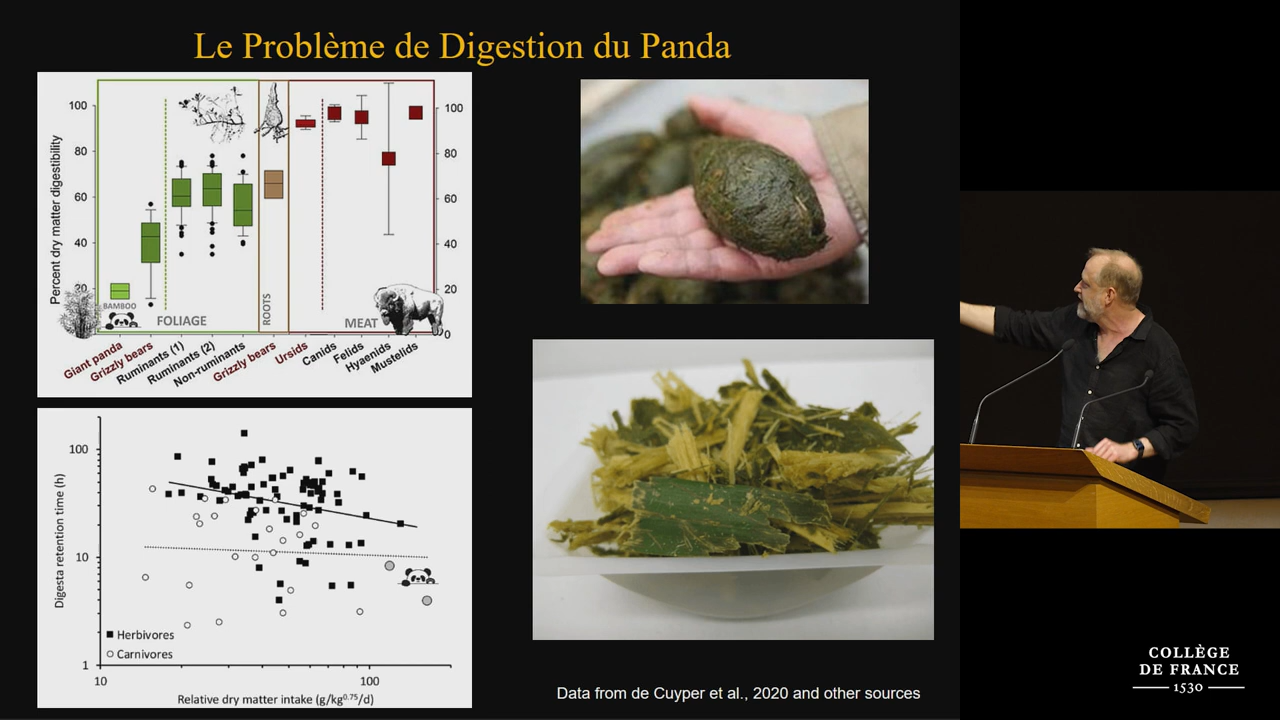 Le Problème de Digestion du Panda
Percent dry matter digestibility
100
80
60
40
20
100
80
60
40
20
0
BAMBOO
FOLIAGE
ROOTS
MEAT
Giant panda
Grizzly bears
Ruminants (1)
Ruminants (2)
Non-ruminants
Grizzly bears
Ursids
Canids
Felids
Hyaenids
Mustelids
Digesta retention time (h)
100
10
1
Herbivores
Carnivores
10
100
Relative dry matter intake (g/kg0.75/d)
Data from de Cuyper et al., 2020 and other sources
COLLÈGE
DE FRANCE
1530